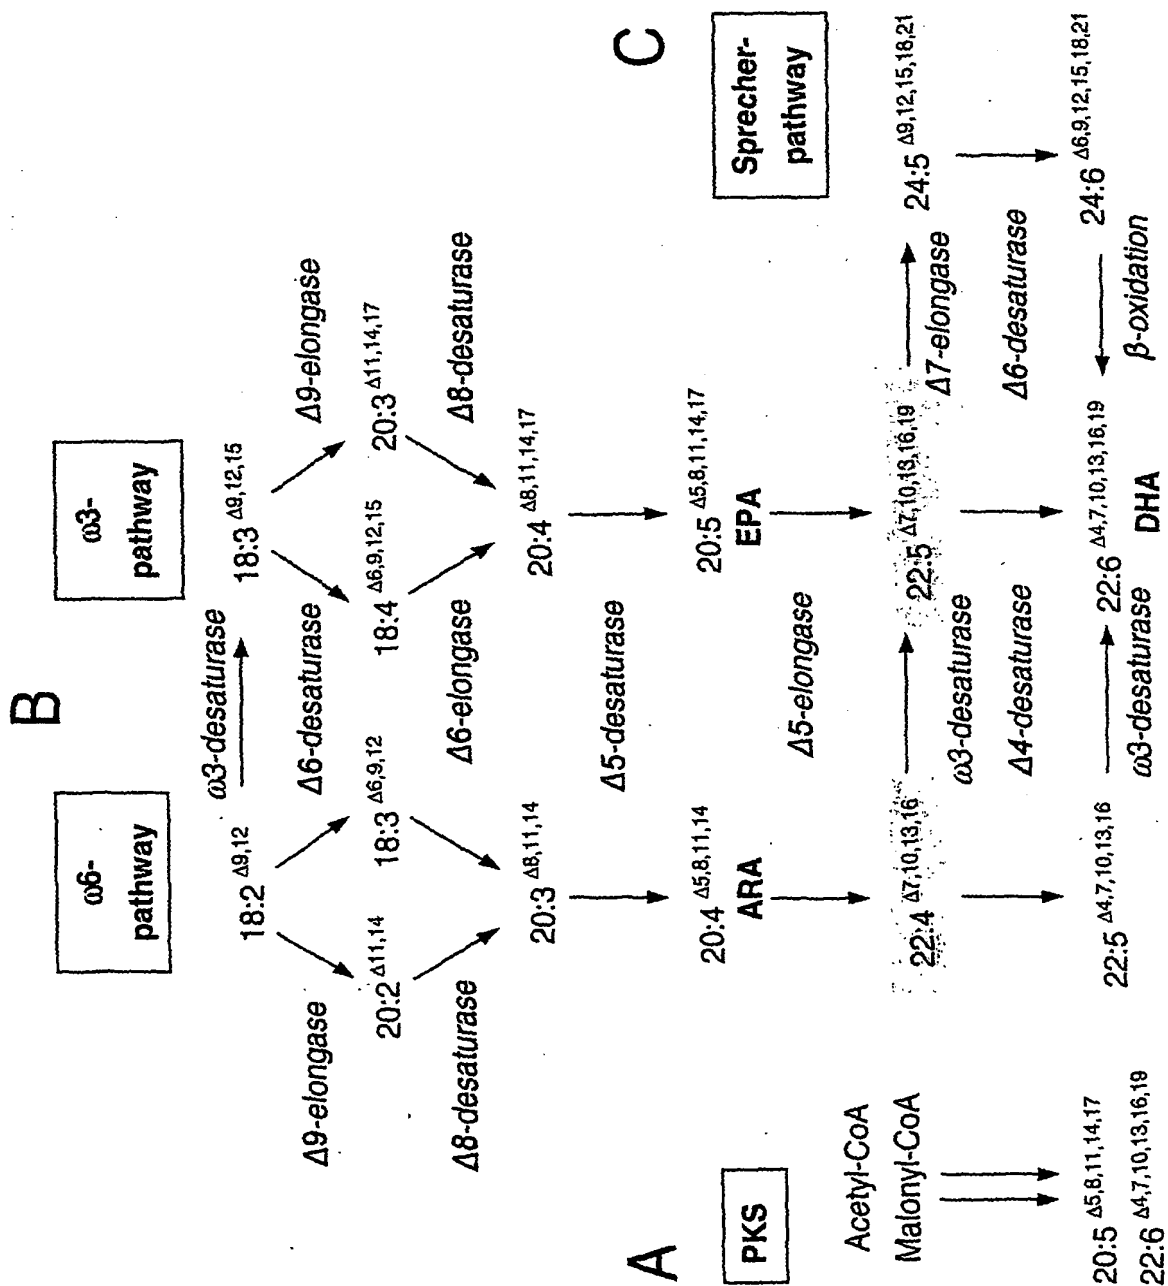 B
ω6-
pathway
ω3-
pathway
18:2 Δ9,12
ω3-desaturase
18:3 Δ9,12,15
Δ9-elongase
Δ6-desaturase
Δ9-elongase
20:2 Δ11,14
18:3 Δ6,9,12
18:4 Δ6,9,12,15
20:3 Δ11,14,17
Δ8-desaturase
Δ6-elongase
Δ8-desaturase
20:3 Δ8,11,14
20:4 Δ8,11,14,17
Δ5-desaturase
A
C
PKS
20:4 Δ5,8,11,14
ARA
20:5 Δ5,8,11,14,17
EPA
Sprecher-
pathway
Δ5-elongase
Acetyl-CoA
Malonyl-CoA
22:4 Δ7,10,13,16
22:5 Δ7,10,13,16,19
24:5 Δ9,12,15,18,21
Δ7-elongase
ω3-desaturase
Δ4-desaturase
Δ6-desaturase
20:5 Δ5,8,11,14,17
22:6 Δ4,7,10,13,16,19
22:5 Δ4,7,10,13,16
22:6 Δ4,7,10,13,16,19
24:6 Δ6,9,12,15,18,21
ω3-desaturase
DHA
β-oxidation